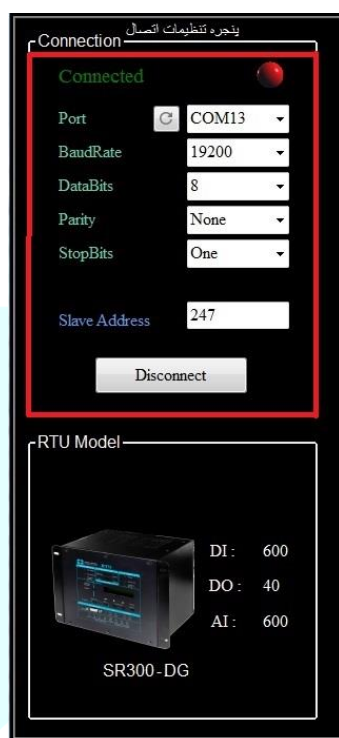 پنجره تنظیمات اتصال
Connection
Connected
Port COM13
BaudRate 19200
DataBits 8
Parity None
StopBits One
Slave Address 247
Disconnect
RTU Model
DI : 600
DO : 40
AI : 600
SR300-DG